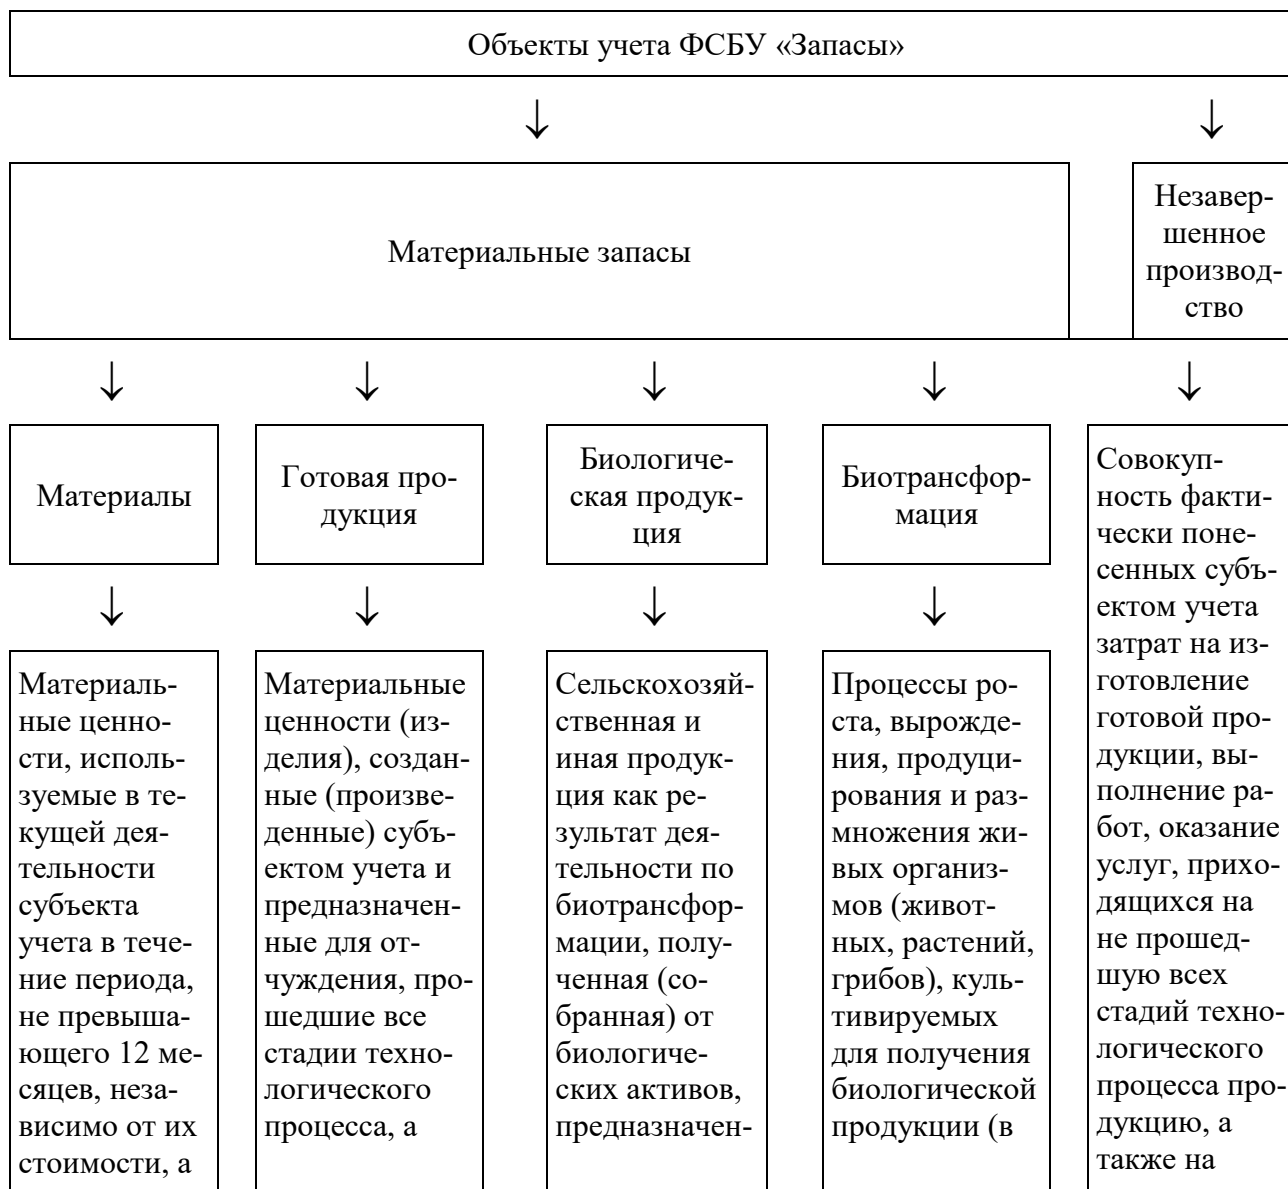 Объекты учета ФСБУ «Запасы»
↓
↓
Материальные запасы
Незавер-
шенное
производ-
ство
↓
↓
↓
↓
↓
Материалы
Готовая про-
дукция
Биологиче-
ская продук-
ция
Биотрансфор-
мация
↓
↓
↓
↓
Материаль-
ные ценно-
сти, исполь-
зуемые в те-
кущей дея-
тельности
субъекта
учета в тече-
ние периода,
не превыша-
ющего 12 ме-
сяцев, неза-
висимо от их
стоимости, а
Материальные
ценности (из-
делия), создан-
ные (произве-
денные) субъ-
ектом учета и
предназначен-
ные для от-
чуждения, про-
шедшие все
стадии техно-
логического
процесса, а
Сельскохозяй-
ственная и
иная продук-
ция как ре-
зультат дея-
тельности по
биотрансфор-
мации, полу-
ченная (со-
бранная) от
биологиче-
ских активов,
предназначен-
Процессы ро-
ста, вырожде-
ния, продуци-
рования и раз-
множения жи-
вых организ-
мов (живот-
ных, растений,
грибов), куль-
тивируемых
для получения
биологической
продукции (в
Совокуп-
ность факти-
чески поне-
сенных субъ-
ектом учета
затрат на из-
готовление
готовой про-
дукции, вы-
полнение ра-
бот, оказание
услуг, прихо-
дящихся на
не прошед-
шую всех
стадий техно-
логического
процесса про-
дукцию, а
также на